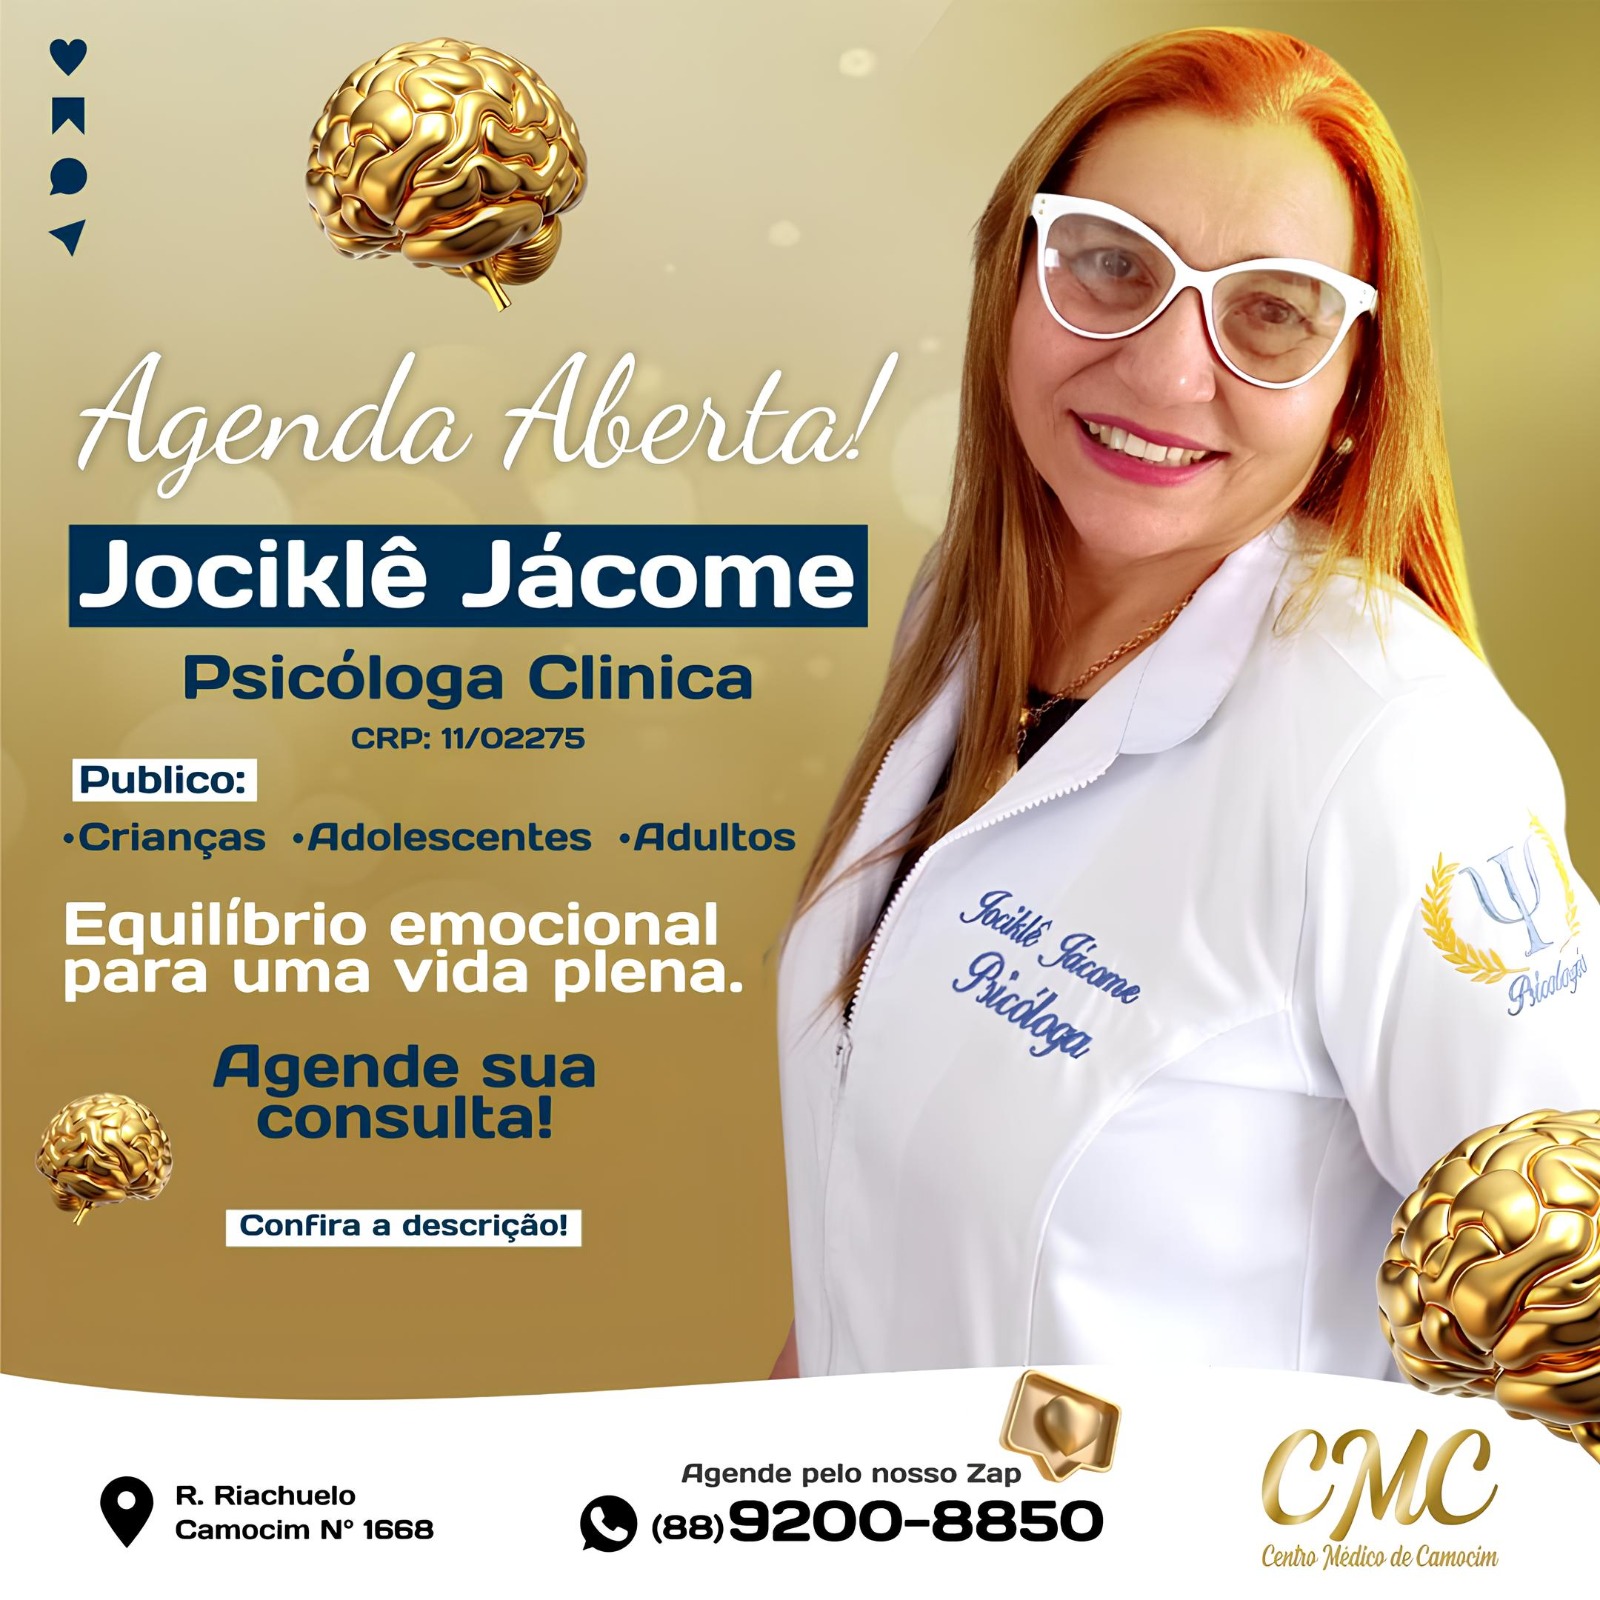 Agenda Aberta!
Jociklê Jácome
Psicóloga Clinica
CRP: 11/02275
Publico:
•Crianças •Adolescentes •Adultos
Equilíbrio emocional
para uma vida plena.
Agende sua
consulta!
Confira a descrição!
Jociklê Jácome
Psicóloga
Ψ
Psicologia
R. Riachuelo
Camocim N° 1668
Agende pelo nosso Zap
(88)9200-8850
CMC
Centro Médico de Camocim